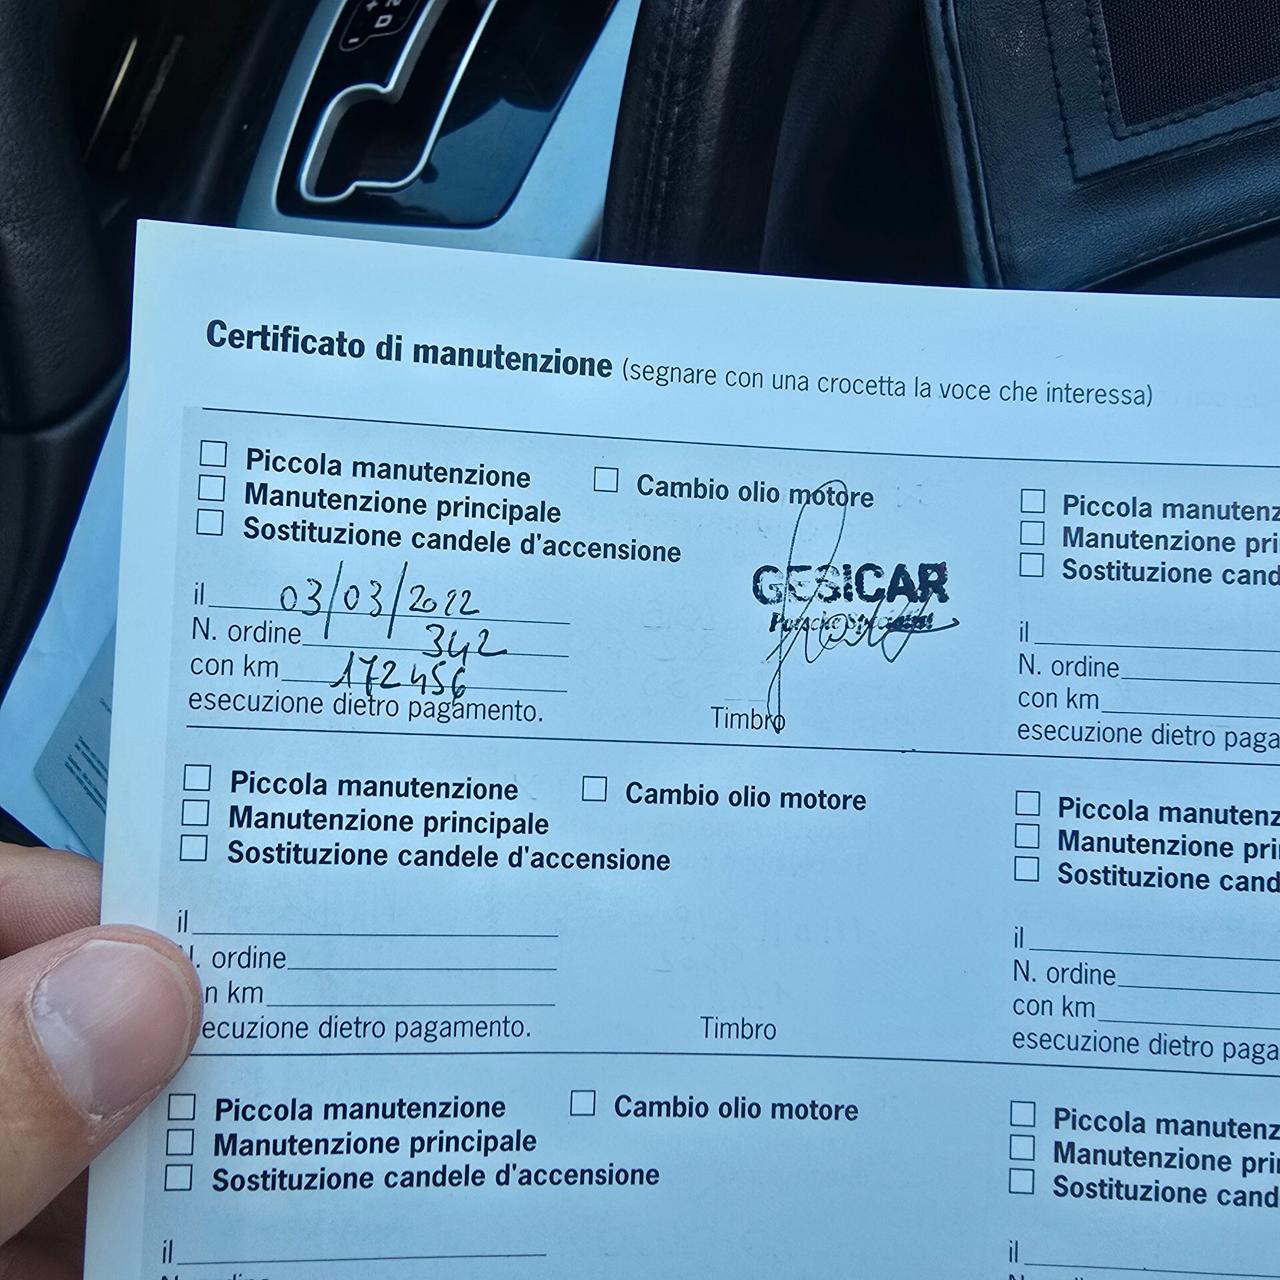 +
D
-
Certificato di manutenzione (segnare con una crocetta la voce che interessa)
Piccola manutenzione
Cambio olio motore
Manutenzione principale
Sostituzione candele d'accensione
il 03/03/2022
N. ordine 342
con km 172456
esecuzione dietro pagamento.
GESICAR
Timbro
Piccola manutenz
Manutenzione pri
Sostituzione cand
il
N. ordine
con km
esecuzione dietro paga
Piccola manutenzione
Cambio olio motore
Manutenzione principale
Sostituzione candele d'accensione
il
. ordine
n km
ecuzione dietro pagamento.
Timbro
Piccola manutenz
Manutenzione pri
Sostituzione cand
il
N. ordine
con km
esecuzione dietro paga
Piccola manutenzione
Cambio olio motore
Manutenzione principale
Sostituzione candele d'accensione
il
Piccola manutenz
Manutenzione pri
Sostituzione cand
il